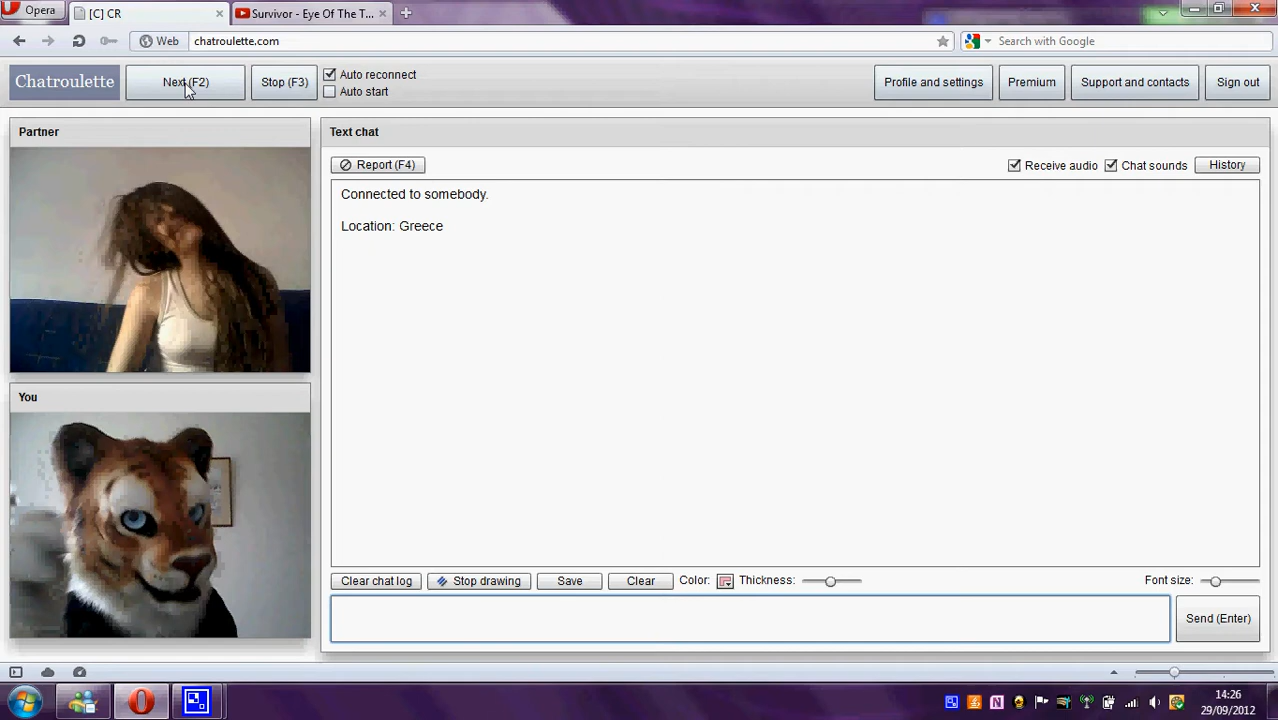 Opera
[C] CR
Survivor - Eye Of The T...
Web
chatroulette.com
Search with Google
Chatroulette
Next (F2)
Stop (F3)
Auto reconnect
Auto start
Profile and settings
Premium
Support and contacts
Sign out
Partner
Text chat
Report (F4)
Receive audio
Chat sounds
History
Connected to somebody.
Location: Greece
You
Clear chat log
Stop drawing
Save
Clear
Color:
Thickness:
Font size:
Send (Enter)
14:26
29/09/2012